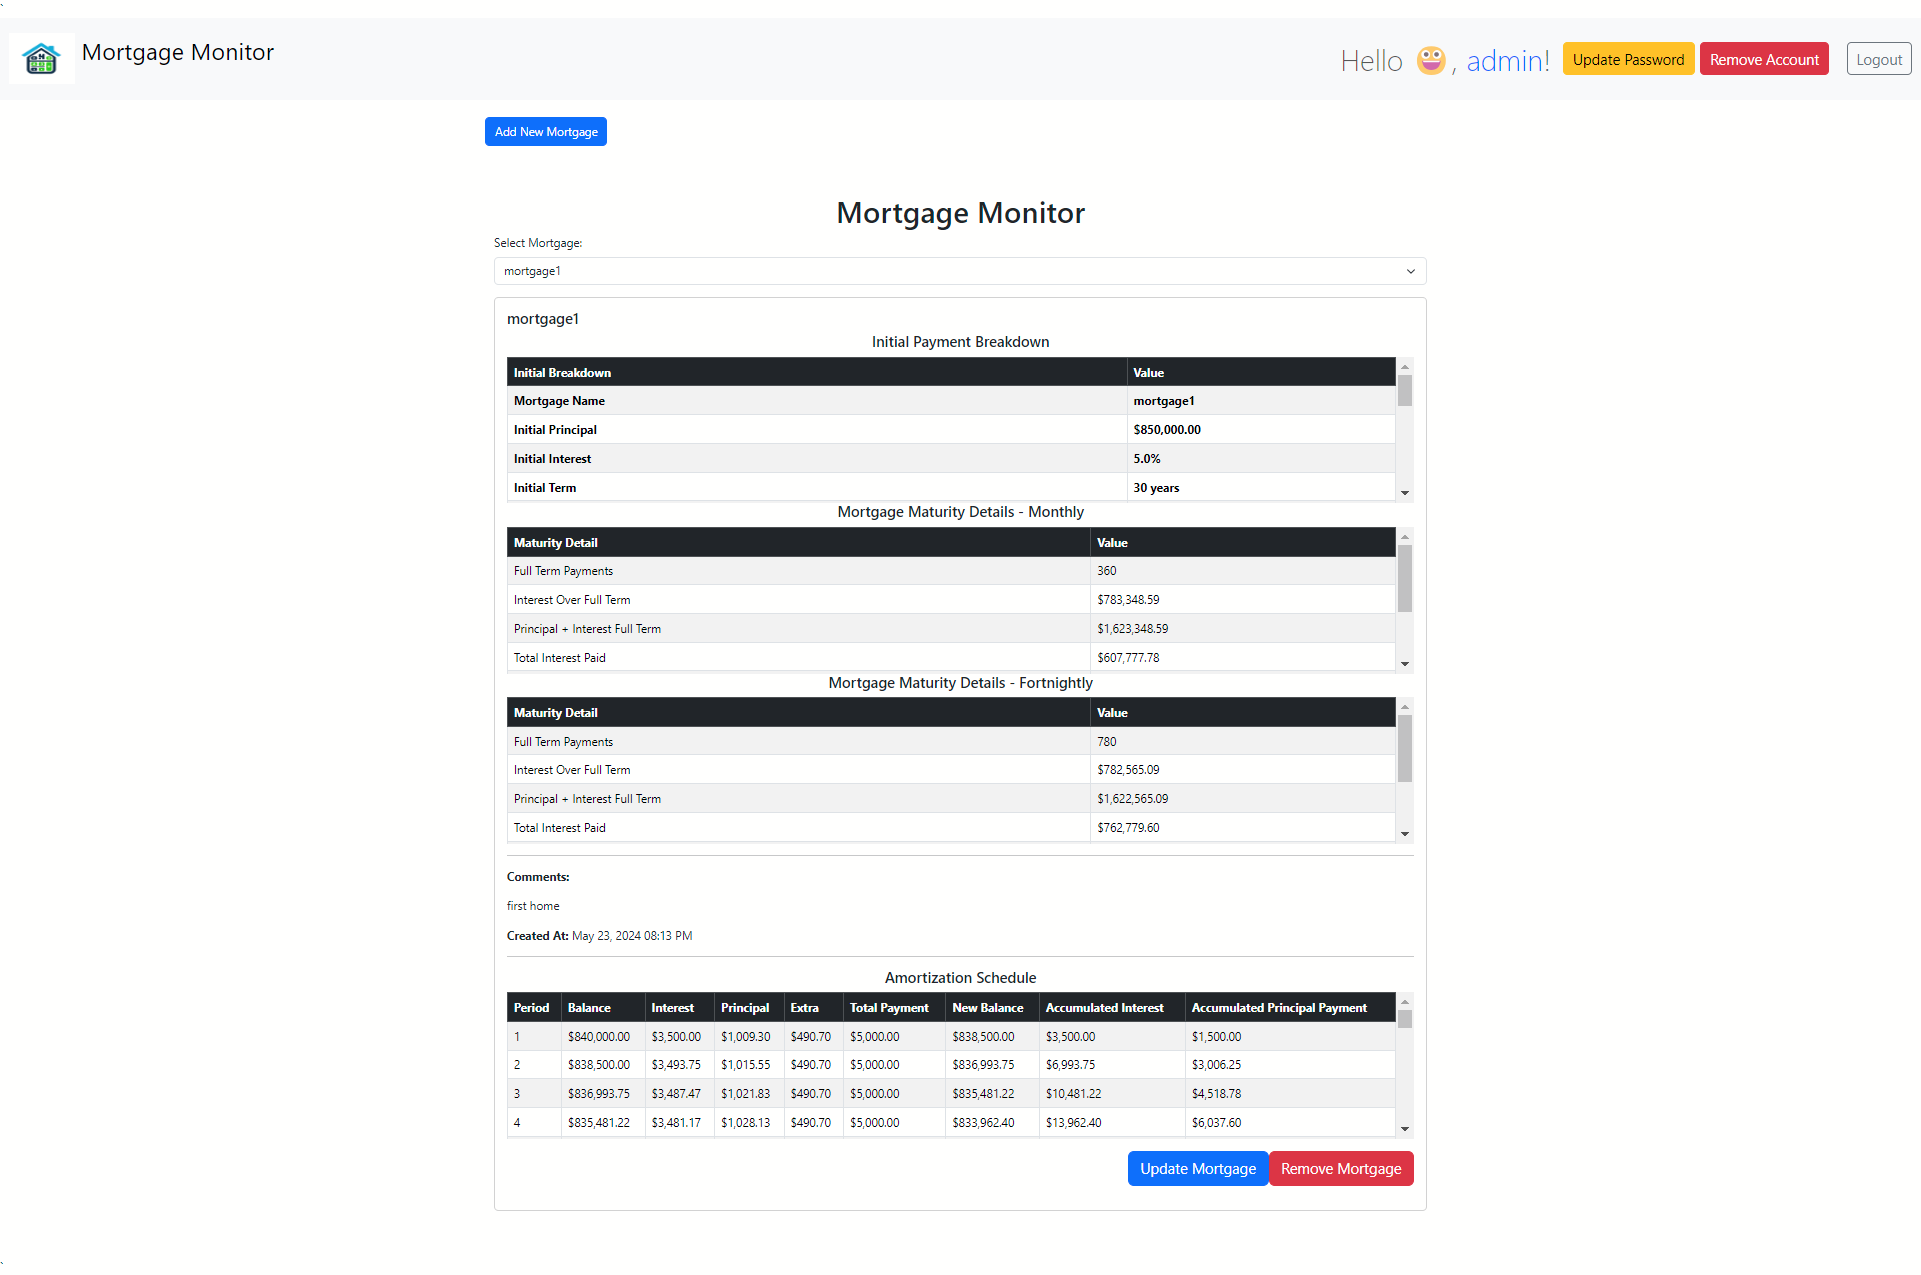 `
Mortgage Monitor
Hello 😀, admin! Update Password Remove Account Logout
Add New Mortgage
Mortgage Monitor
Select Mortgage:
mortgage1
mortgage1
Initial Payment Breakdown
Initial Breakdown Value
Mortgage Name mortgage1
Initial Principal $850,000.00
Initial Interest 5.0%
Initial Term 30 years
Mortgage Maturity Details - Monthly
Maturity Detail Value
Full Term Payments 360
Interest Over Full Term $783,348.59
Principal + Interest Full Term $1,623,348.59
Total Interest Paid $607,777.78
Mortgage Maturity Details - Fortnightly
Maturity Detail Value
Full Term Payments 780
Interest Over Full Term $782,565.09
Principal + Interest Full Term $1,622,565.09
Total Interest Paid $762,779.60
Comments:
first home
Created At: May 23, 2024 08:13 PM
Amortization Schedule
Period Balance Interest Principal Extra Total Payment New Balance Accumulated Interest Accumulated Principal Payment
1 $840,000.00 $3,500.00 $1,009.30 $490.70 $5,000.00 $838,500.00 $3,500.00 $1,500.00
2 $838,500.00 $3,493.75 $1,015.55 $490.70 $5,000.00 $836,993.75 $6,993.75 $3,006.25
3 $836,993.75 $3,487.47 $1,021.83 $490.70 $5,000.00 $835,481.22 $10,481.22 $4,518.78
4 $835,481.22 $3,481.17 $1,028.13 $490.70 $5,000.00 $833,962.40 $13,962.40 $6,037.60
Update Mortgage Remove Mortgage
`